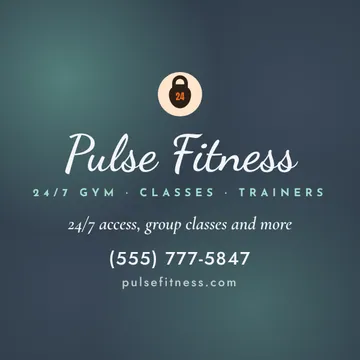 24
Pulse Fitness
24/7 GYM · CLASSES · TRAINERS
24/7 access, group classes and more
(555) 777-5847
pulsefitness.com